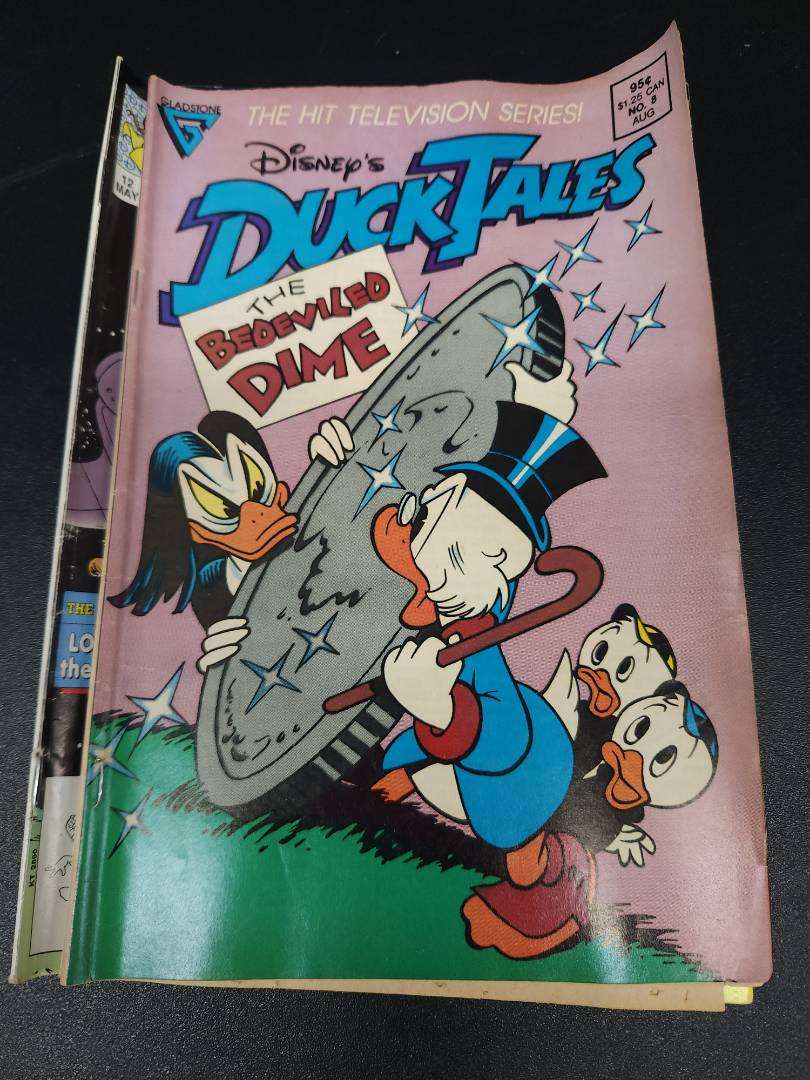 GLADSTONE
THE HIT TELEVISION SERIES!
95¢
$1.25 CAN
NO. 8
AUG
DISNEY'S
DUCKTALES
THE
BEDEVILED
DIME
12
MAY
THE
LO
the